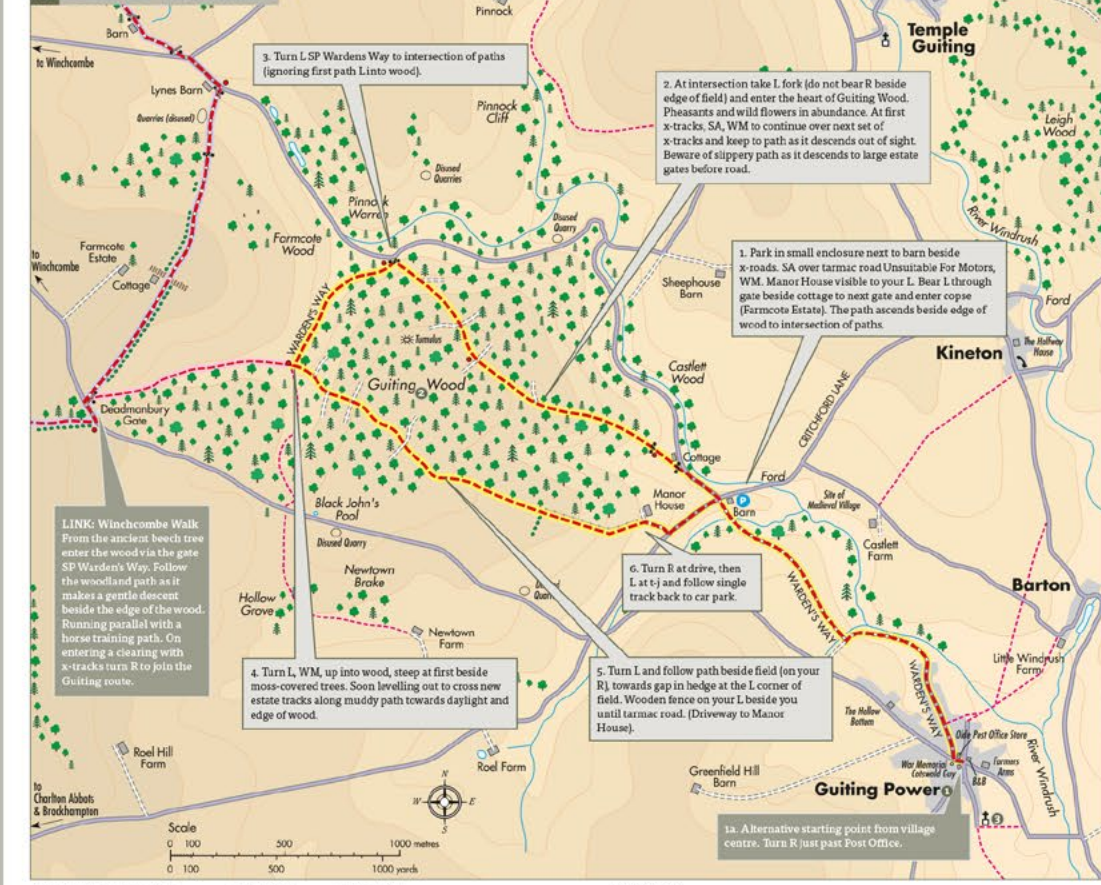 Pinnock
Barn
to Winchcombe
Temple
Guiting
3. Turn L SP Wardens Way to intersection of paths
(ignoring first path L into wood).
Lynes Barn
Quarries (disused)
Pinnock
Cliff
2. At intersection take L fork (do not bear R beside
edge of field) and enter the heart of Guiting Wood.
Pheasants and wild flowers in abundance. At first
x-tracks, SA, WM to continue over next set of
x-tracks and keep to path as it descends out of sight.
Beware of slippery path as it descends to large estate
gates before road.
Leigh
Wood
Disused
Quarries
Pinnock
Warren
Disused
Quarry
River Windrush
Farmcote
Wood
Farmcote
Estate
to
Winchcombe
Cottage
1. Park in small enclosure next to barn beside
x-roads. SA over tarmac road Unsuitable For Motors,
WM. Manor House visible to your L. Bear L through
gate beside cottage to next gate and enter copse
(Farmcote Estate). The path ascends beside edge of
wood to intersection of paths.
Sheephouse
Barn
Ford
WARDEN'S WAY
Tumulus
Kineton
The Halfway
House
Guiting Wood
2
Castlett
Wood
CRITCHFORD LANE
Deadmanbury
Gate
Cottage
Ford
Manor
House
P
Barn
Site of
Medieval Village
Black John's
Pool
Disused Quarry
Castlett
Farm
LINK: Winchcombe Walk
From the ancient beech tree
enter the wood via the gate
SP Warden's Way. Follow
the woodland path as it
makes a gentle descent
beside the edge of the wood.
Running parallel with a
horse training path. On
entering a clearing with
x-tracks turn R to join the
Guiting route.
6. Turn R at drive, then
L at t-j and follow single
track back to car park.
Newtown
Brake
Hollow
Grove
WARDEN'S WAY
Barton
Newtown
Farm
Little Windrush
Farm
4. Turn L, WM, up into wood, steep at first beside
moss-covered trees. Soon levelling out to cross new
estate tracks along muddy path towards daylight and
edge of wood.
5. Turn L and follow path beside field (on your
R), towards gap in hedge at the L corner of
field. Wooden fence on your L beside you
until tarmac road. (Driveway to Manor
House).
WARDEN'S WAY
The Hollow
Bottom
Olde Post Office Store
Roel Hill
Farm
Roel Farm
War Memorial
Cotswold Guy
Farmers
Arms
B&B
River Windrush
Greenfield Hill
Barn
Guiting Power 1
to
Charlton Abbots
& Brockhampton
N
W
E
S
3
1a. Alternative starting point from village
centre. Turn R just past Post Office.
Scale
0 500 1000 metres
0 100 500 1000 yards